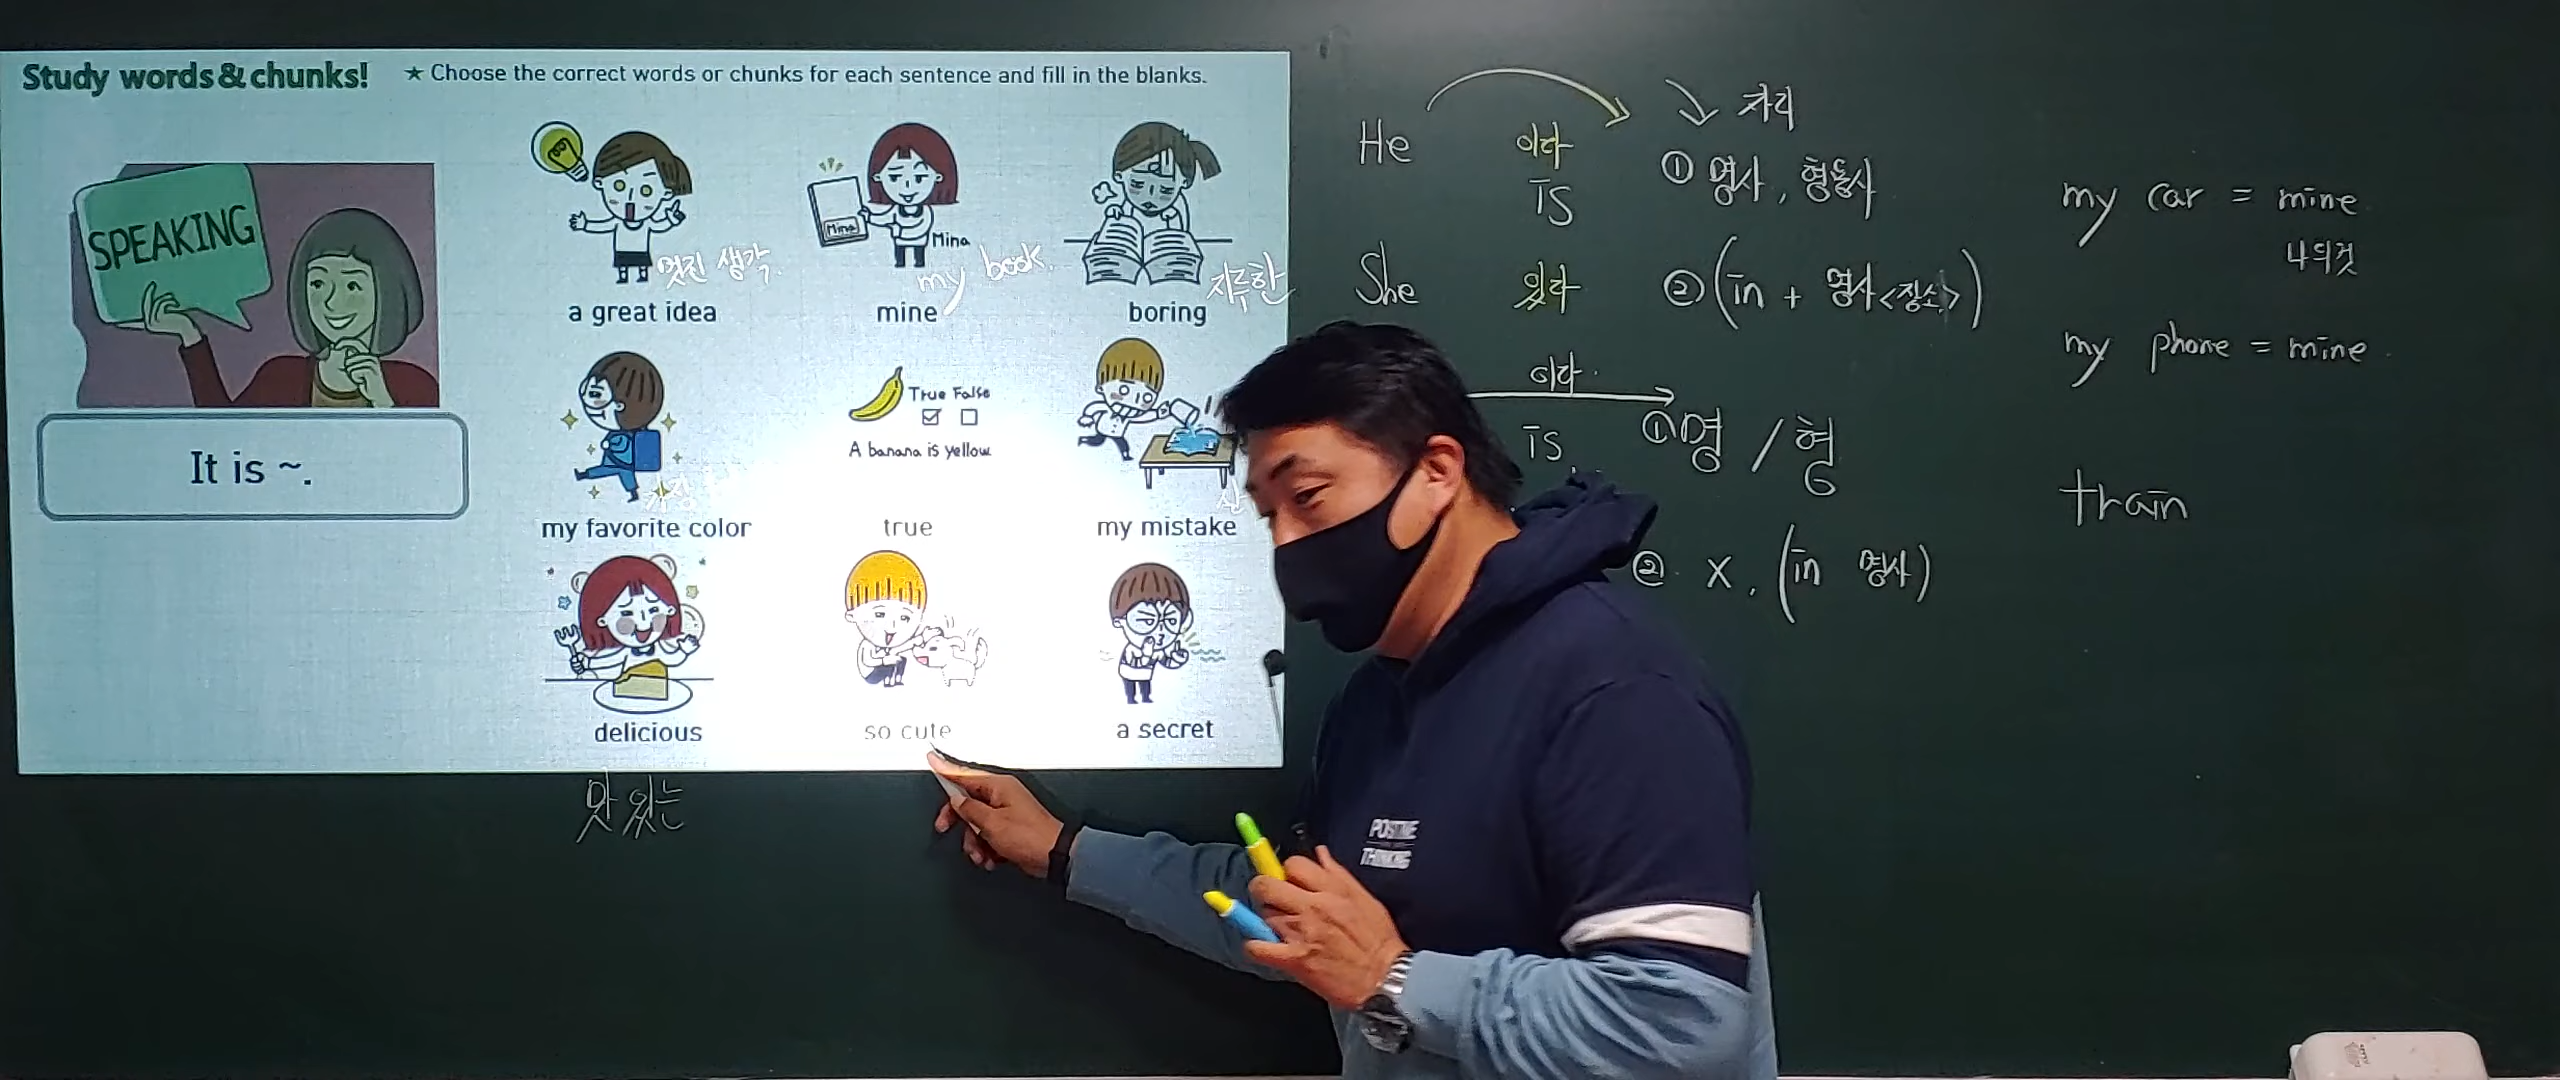 Study words & chunks!
★ Choose the correct words or chunks for each sentence and fill in the blanks.
SPEAKING
It is ~.
멋진 생각.
a great idea
Mina
Mina
my book.
mine
지루한
boring
my favorite color
True False
A banana is yellow.
true
my mistake
delicious
so cute
a secret
맛 있는
He
이다
is
자리
① 명사, 형용사
She
있다
② (in + 명사<장소>)
이다.
is
① 명 / 형
② X. (in 명사)
my car = mine
나의것
my phone = mine.
train
POSITIVE
THINKING